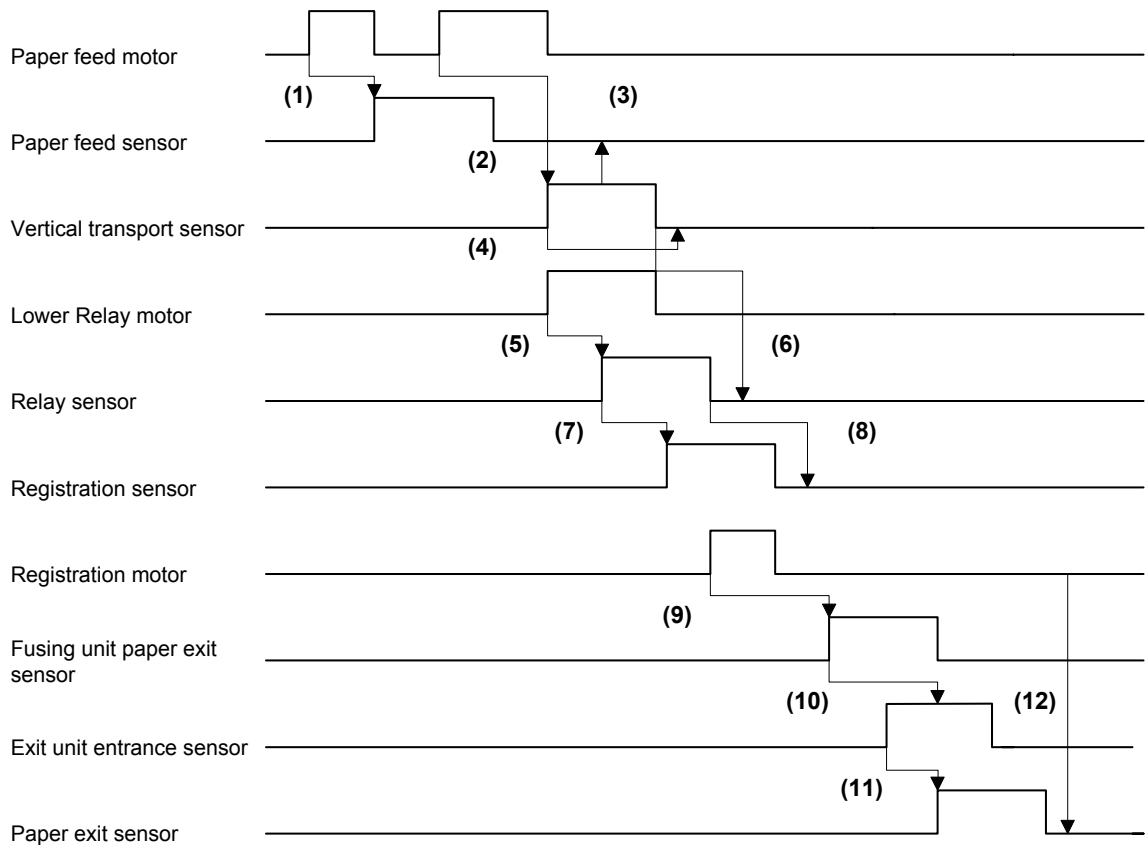 Paper feed motor
(1)
(3)
Paper feed sensor
(2)
Vertical transport sensor
(4)
Lower Relay motor
(5)
(6)
Relay sensor
(7)
(8)
Registration sensor
Registration motor
(9)
Fusing unit paper exit
sensor
(10)
(12)
Exit unit entrance sensor
(11)
Paper exit sensor